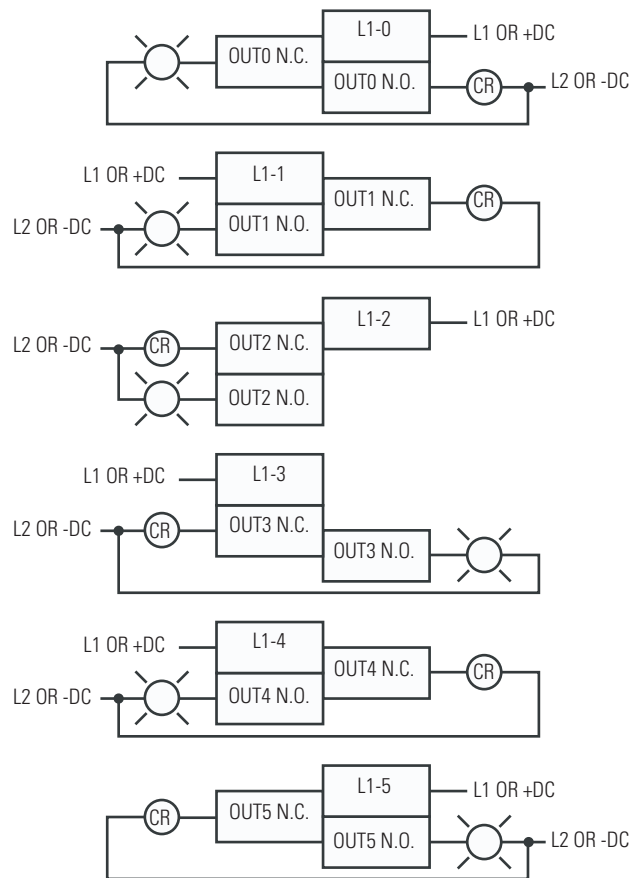 L1-0
L1 OR +DC
OUT0 N.C.
OUT0 N.O.
CR
L2 OR -DC
L1 OR +DC
L1-1
OUT1 N.C.
CR
L2 OR -DC
OUT1 N.O.
L1-2
L1 OR +DC
L2 OR -DC
CR
OUT2 N.C.
OUT2 N.O.
L1 OR +DC
L1-3
L2 OR -DC
CR
OUT3 N.C.
OUT3 N.O.
L1 OR +DC
L1-4
OUT4 N.C.
CR
L2 OR -DC
OUT4 N.O.
L1-5
L1 OR +DC
CR
OUT5 N.C.
OUT5 N.O.
L2 OR -DC